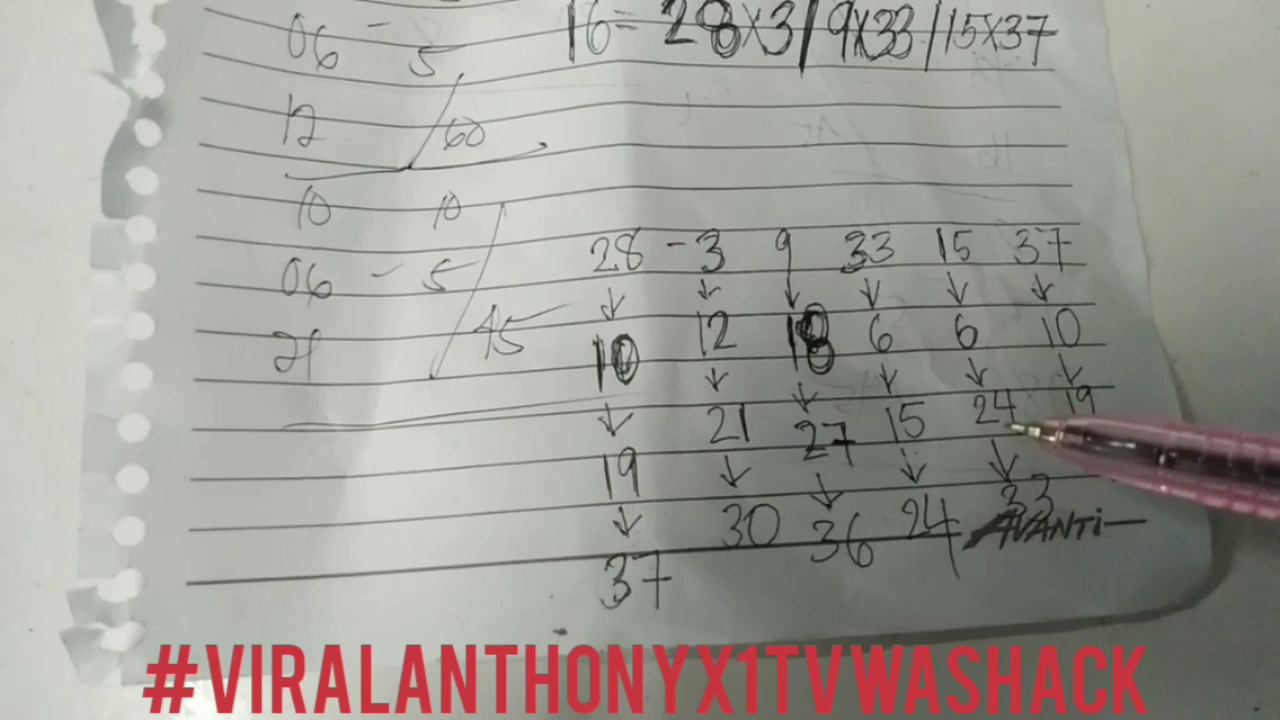 06 - 5
16 = 28X3/9X33/15X37
12 / 60
10 10
06 - 5
21 / 45
28 - 3 9 33 15 37
10 12 18 6 6 10
19 21 27 15 24 19
37 30 36 24 33
AVANTi
#VIRALANTHONYX1TVWASHACK